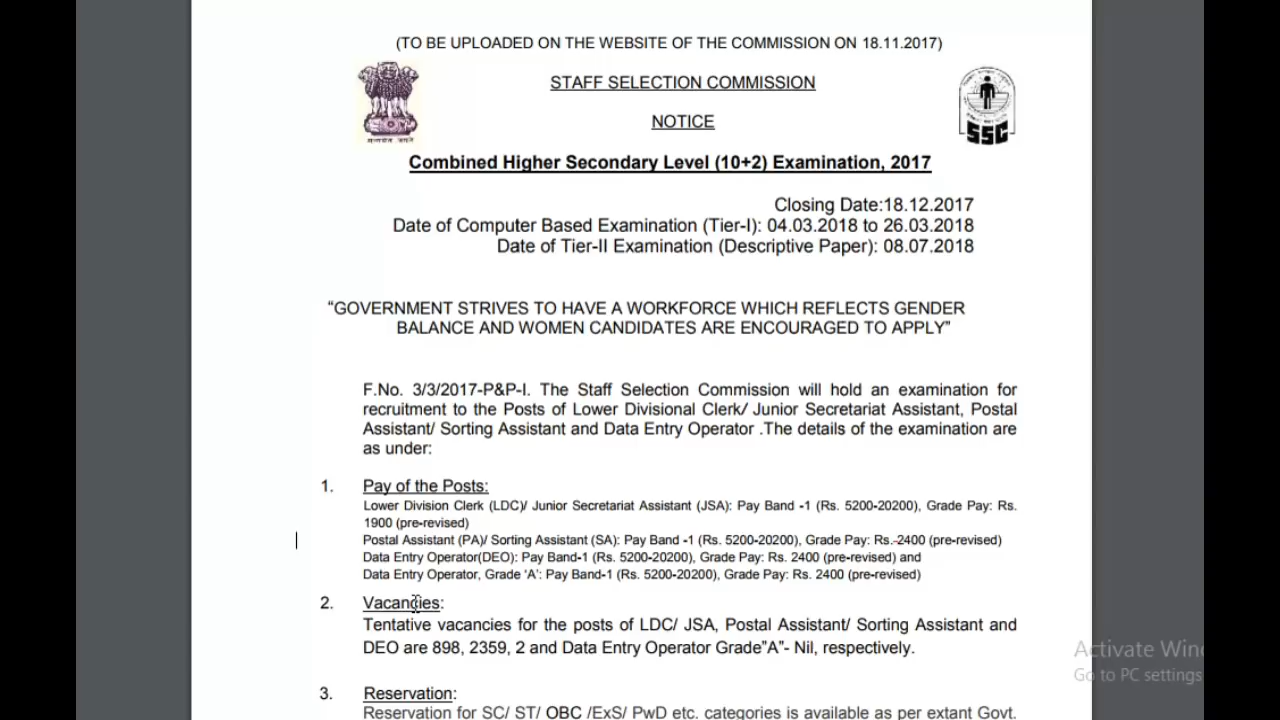 (TO BE UPLOADED ON THE WEBSITE OF THE COMMISSION ON 18.11.2017)
STAFF SELECTION COMMISSION
NOTICE
SSC
Combined Higher Secondary Level (10+2) Examination, 2017
Closing Date:18.12.2017
Date of Computer Based Examination (Tier-I): 04.03.2018 to 26.03.2018
Date of Tier-II Examination (Descriptive Paper): 08.07.2018
“GOVERNMENT STRIVES TO HAVE A WORKFORCE WHICH REFLECTS GENDER
BALANCE AND WOMEN CANDIDATES ARE ENCOURAGED TO APPLY”
F.No. 3/3/2017-P&P-I. The Staff Selection Commission will hold an examination for
recruitment to the Posts of Lower Divisional Clerk/ Junior Secretariat Assistant, Postal
Assistant/ Sorting Assistant and Data Entry Operator .The details of the examination are
as under:
1. Pay of the Posts:
Lower Division Clerk (LDC)/ Junior Secretariat Assistant (JSA): Pay Band -1 (Rs. 5200-20200), Grade Pay: Rs.
1900 (pre-revised)
Postal Assistant (PA)/ Sorting Assistant (SA): Pay Band -1 (Rs. 5200-20200), Grade Pay: Rs. 2400 (pre-revised)
Data Entry Operator(DEO): Pay Band-1 (Rs. 5200-20200), Grade Pay: Rs. 2400 (pre-revised) and
Data Entry Operator, Grade ‘A’: Pay Band-1 (Rs. 5200-20200), Grade Pay: Rs. 2400 (pre-revised)
2. Vacancies:
Tentative vacancies for the posts of LDC/ JSA, Postal Assistant/ Sorting Assistant and
DEO are 898, 2359, 2 and Data Entry Operator Grade”A”- Nil, respectively.
Activate Win
Go to PC settings
3. Reservation:
Reservation for SC/ ST/ OBC /ExS/ PwD etc. categories is available as per extant Govt.